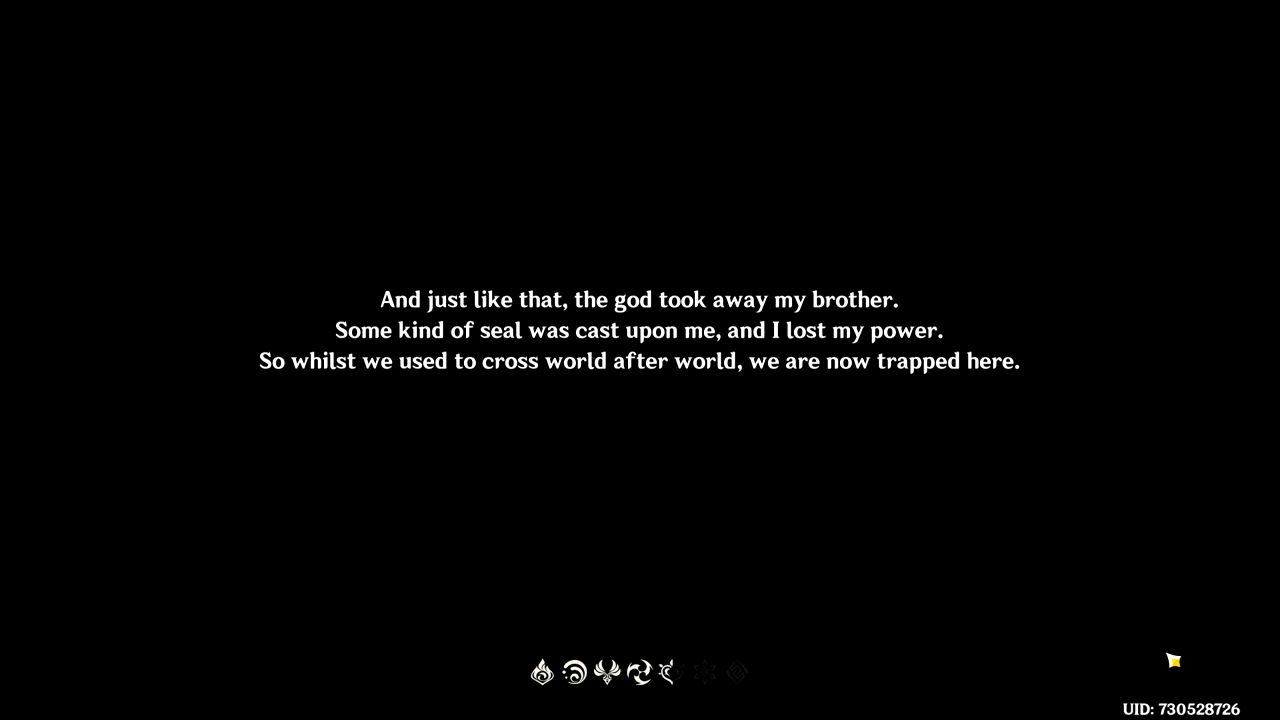 And just like that, the god took away my brother.
Some kind of seal was cast upon me, and I lost my power.
So whilst we used to cross world after world, we are now trapped here.
UID: 730528726